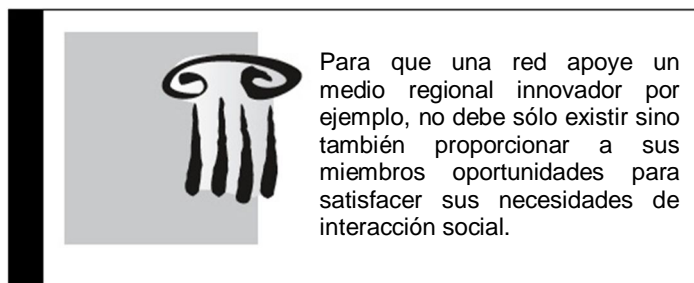 Para que una red apoye un
medio regional innovador por
ejemplo, no debe sólo existir sino
también proporcionar a sus
miembros oportunidades para
satisfacer sus necesidades de
interacción social.